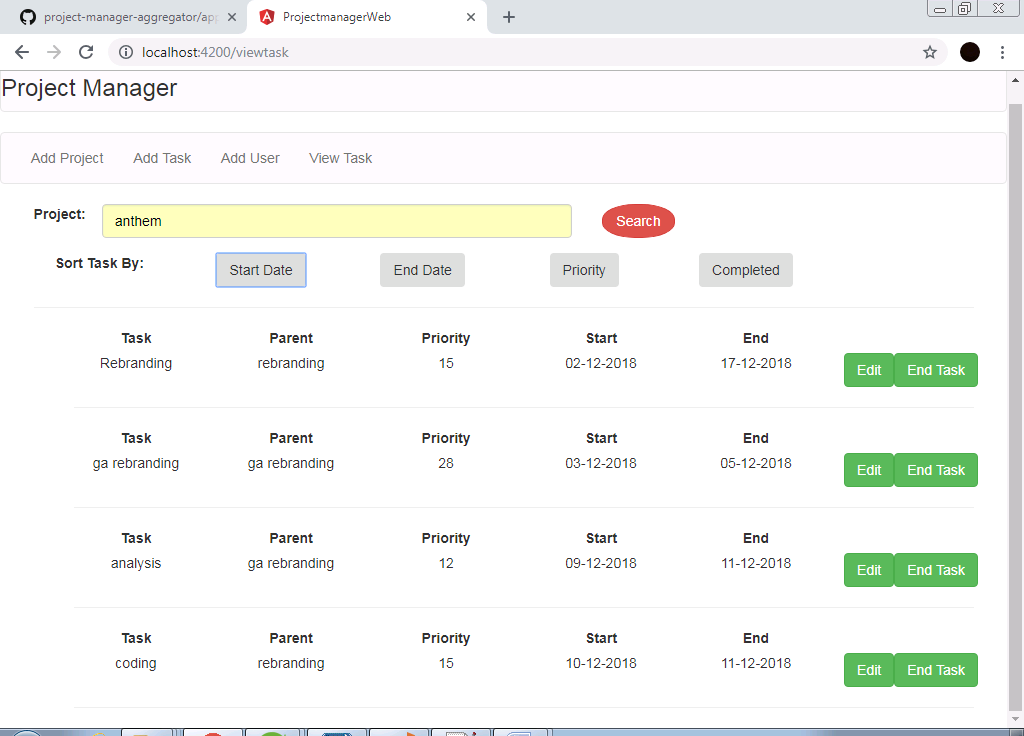 project-manager-aggregator/app
ProjectmanagerWeb
localhost:4200/viewtask
Project Manager
Add Project Add Task Add User View Task
Project: anthem Search
Sort Task By: Start Date End Date Priority Completed
Task Parent Priority Start End
Rebranding rebranding 15 02-12-2018 17-12-2018 Edit End Task
Task Parent Priority Start End
ga rebranding ga rebranding 28 03-12-2018 05-12-2018 Edit End Task
Task Parent Priority Start End
analysis ga rebranding 12 09-12-2018 11-12-2018 Edit End Task
Task Parent Priority Start End
coding rebranding 15 10-12-2018 11-12-2018 Edit End Task